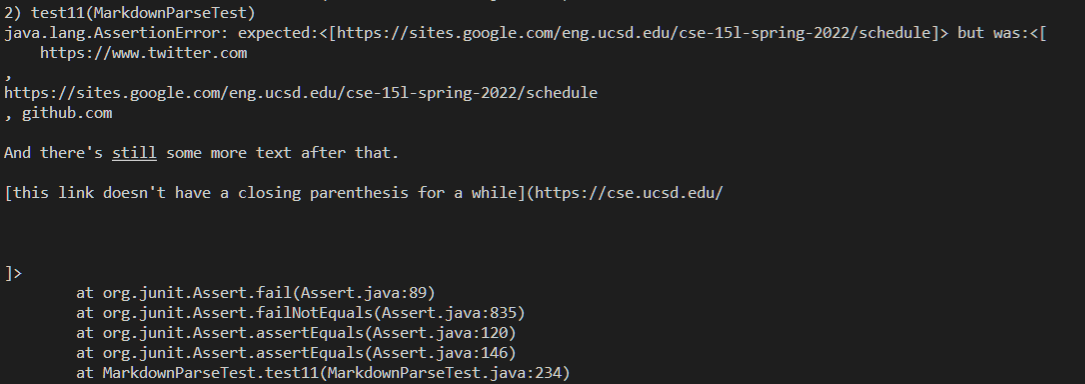 2) test11(MarkdownParseTest)
java.lang.AssertionError: expected:<[https://sites.google.com/eng.ucsd.edu/cse-15l-spring-2022/schedule]> but was:<[
    https://www.twitter.com
,
https://sites.google.com/eng.ucsd.edu/cse-15l-spring-2022/schedule
, github.com

And there's still some more text after that.

[this link doesn't have a closing parenthesis for a while](https://cse.ucsd.edu/



]>
        at org.junit.Assert.fail(Assert.java:89)
        at org.junit.Assert.failNotEquals(Assert.java:835)
        at org.junit.Assert.assertEquals(Assert.java:120)
        at org.junit.Assert.assertEquals(Assert.java:146)
        at MarkdownParseTest.test11(MarkdownParseTest.java:234)